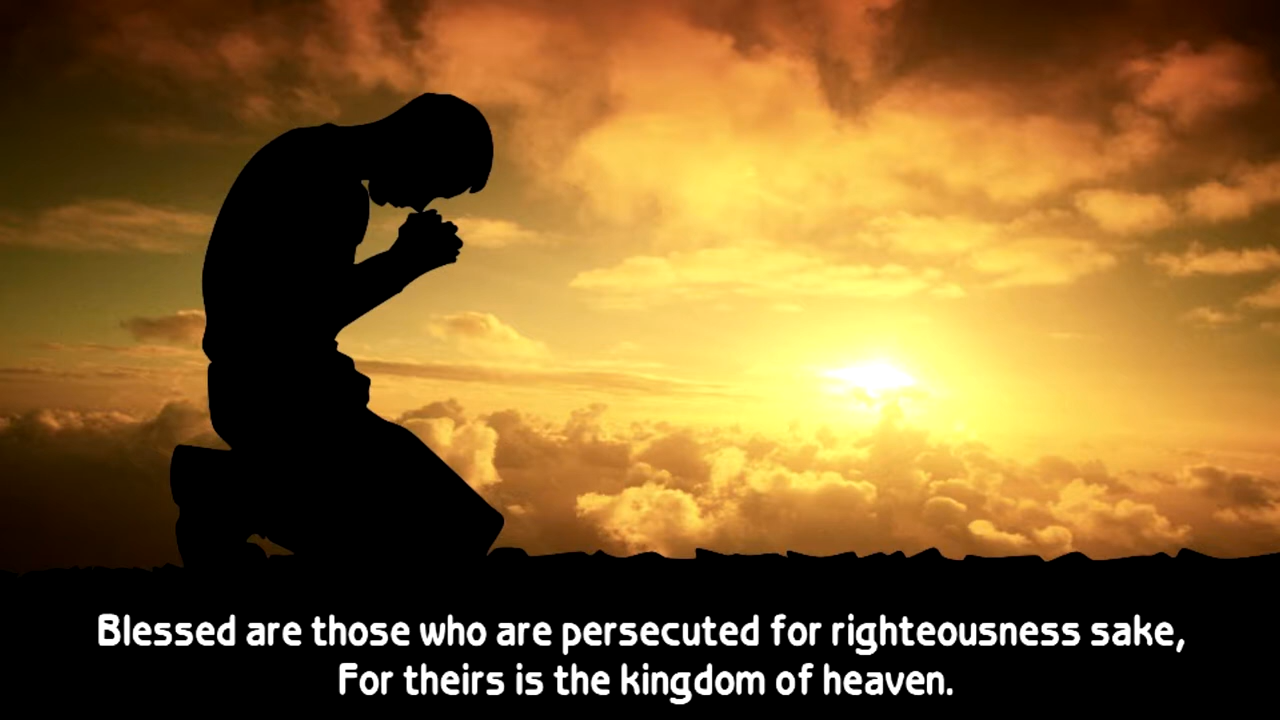 Blessed are those who are persecuted for righteousness sake,
For theirs is the kingdom of heaven.